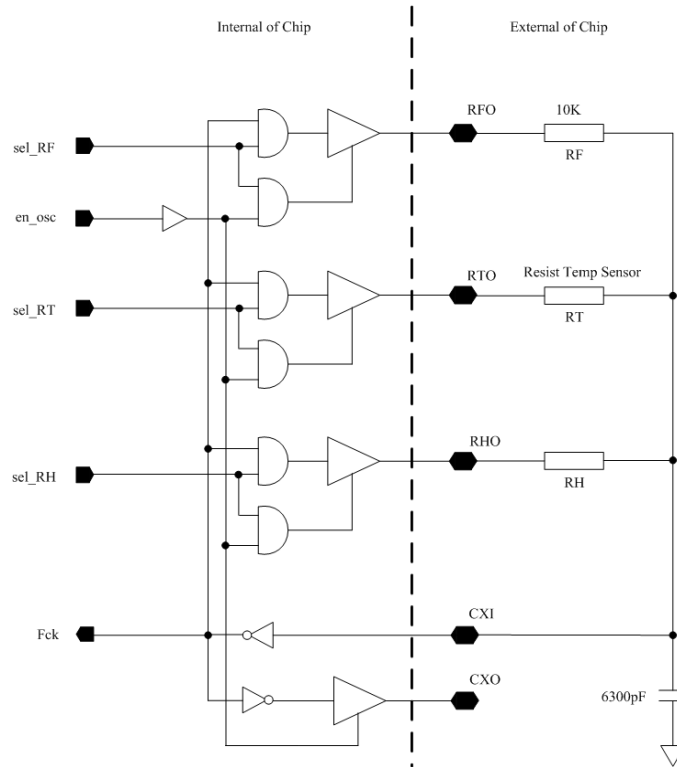 Internal of Chip
External of Chip
RFO
10K
sel_RF
RF
en_osc
RTO
Resist Temp Sensor
sel_RT
RT
RHO
sel_RH
RH
Fck
CXI
CXO
6300pF